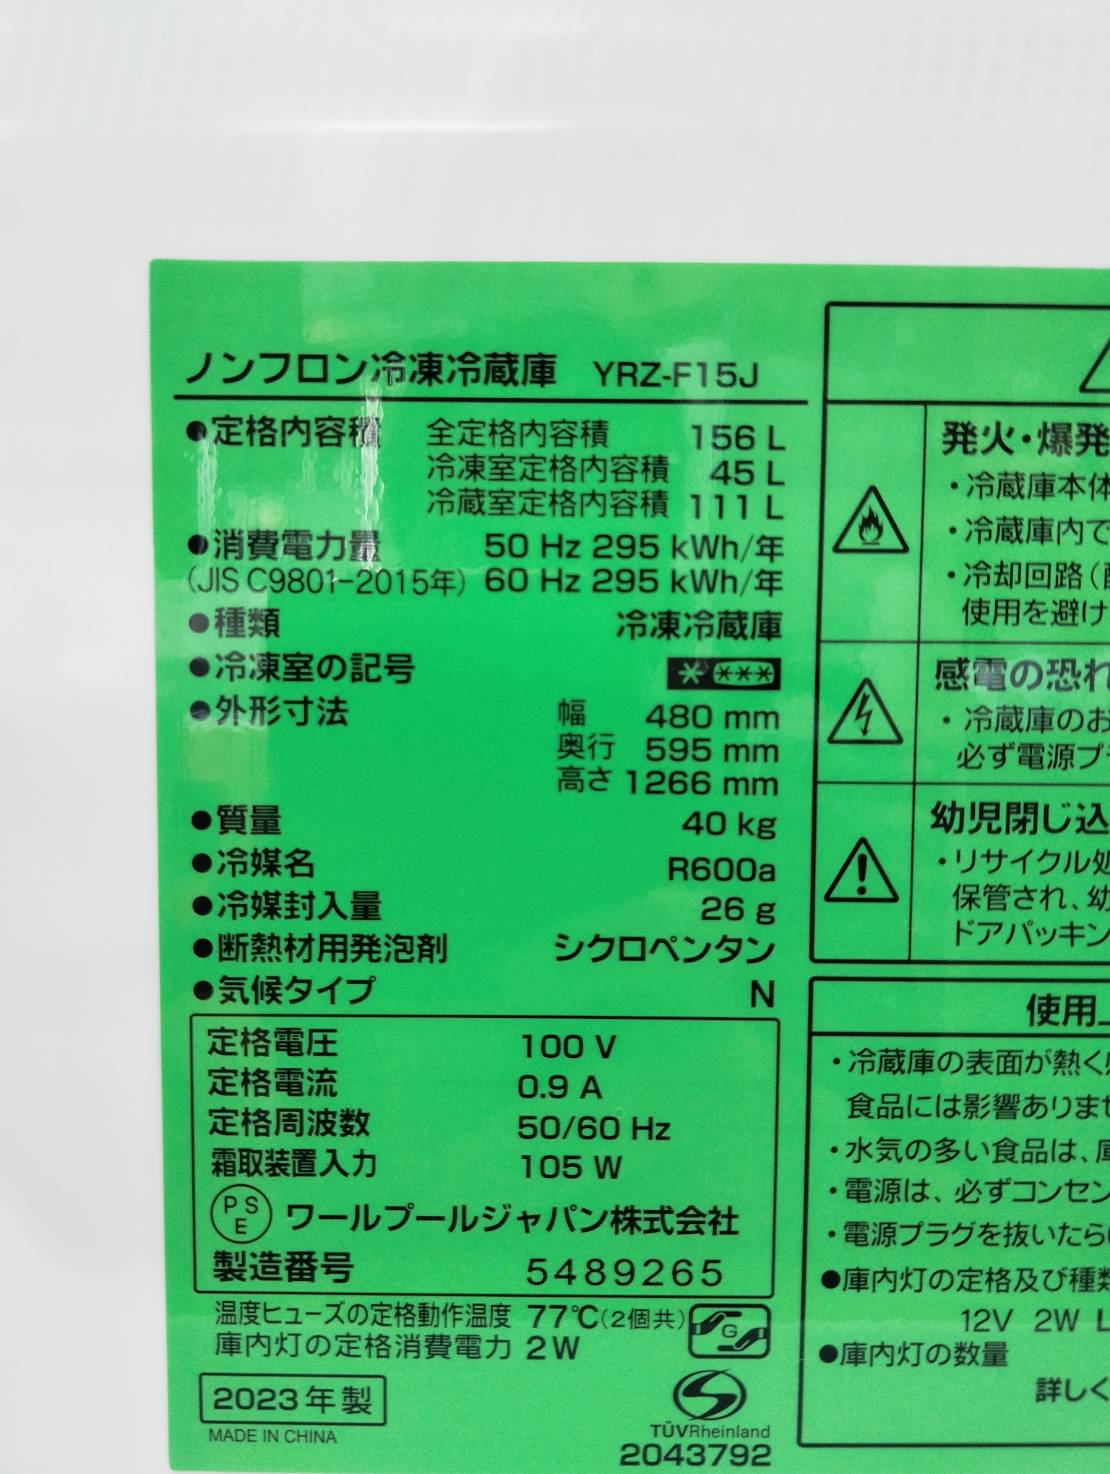 ノンフロン冷凍冷蔵庫 YRZ-F15J
●定格内容積 全定格内容積 156 L
冷凍室定格内容積 45 L
冷蔵室定格内容積 111 L
●消費電力量 50 Hz 295 kWh/年
(JIS C9801-2015年) 60 Hz 295 kWh/年
●種類 冷凍冷蔵庫
●冷凍室の記号
●外形寸法 幅 480 mm
奥行 595 mm
高さ 1266 mm
●質量 40 kg
●冷媒名 R600a
●冷媒封入量 26 g
●断熱材用発泡剤 シクロペンタン
●気候タイプ N
定格電圧 100 V
定格電流 0.9 A
定格周波数 50/60 Hz
霜取装置入力 105 W
PSE ワールプールジャパン株式会社
製造番号 5489265
温度ヒューズの定格動作温度 77℃(2個共)
G
庫内灯の定格消費電力 2W
2023年製
MADE IN CHINA
TÜVRheinland
2043792
発火・爆発
・冷蔵庫本体
・冷蔵庫内で
・冷却回路(
使用を避け
感電の恐れ
・冷蔵庫のお
必ず電源プ
幼児閉じ込
・リサイクル処
保管され、幼
ドアパッキン
使用上
・冷蔵庫の表面が熱く
食品には影響ありませ
・水気の多い食品は、庫
・電源は、必ずコンセン
・電源プラグを抜いたら
●庫内灯の定格及び種類
12V 2W L
●庫内灯の数量
詳しく